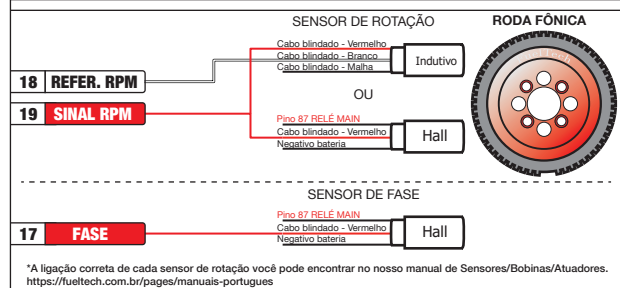 SENSOR DE ROTAÇÃO
RODA FÔNICA
Cabo blindado - Vermelho
Cabo blindado - Branco
Cabo blindado - Malha
Indutivo
18 REFER. RPM
OU
19 SINAL RPM
Pino 87 RELÉ MAIN
Cabo blindado - Vermelho
Negativo bateria
Hall
SENSOR DE FASE
Pino 87 RELÉ MAIN
Cabo blindado - Vermelho
Negativo bateria
Hall
17 FASE
*A ligação correta de cada sensor de rotação você pode encontrar no nosso manual de Sensores/Bobinas/Atuadores.
https://fueltech.com.br/pages/manuais-portugues